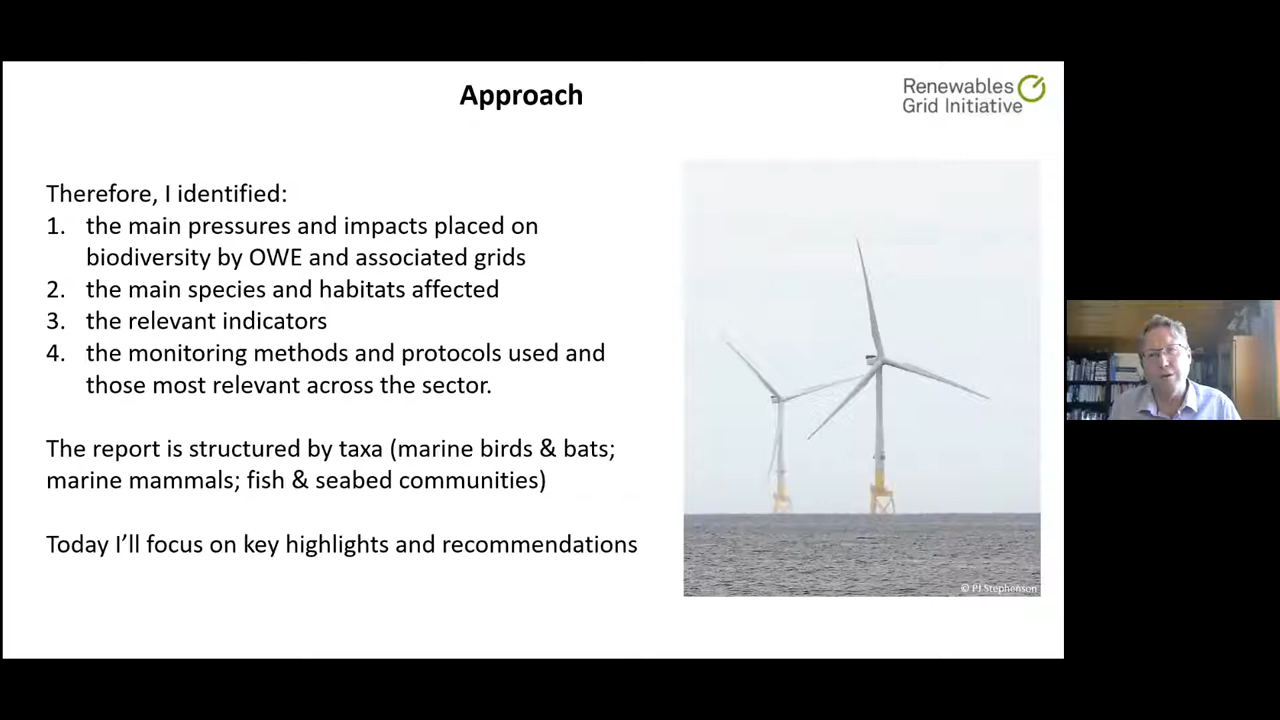 Approach
Renewables
Grid Initiative
Therefore, I identified:
1. the main pressures and impacts placed on
biodiversity by OWE and associated grids
2. the main species and habitats affected
3. the relevant indicators
4. the monitoring methods and protocols used and
those most relevant across the sector.
The report is structured by taxa (marine birds & bats;
marine mammals; fish & seabed communities)
Today I’ll focus on key highlights and recommendations
© PJ Stephenson